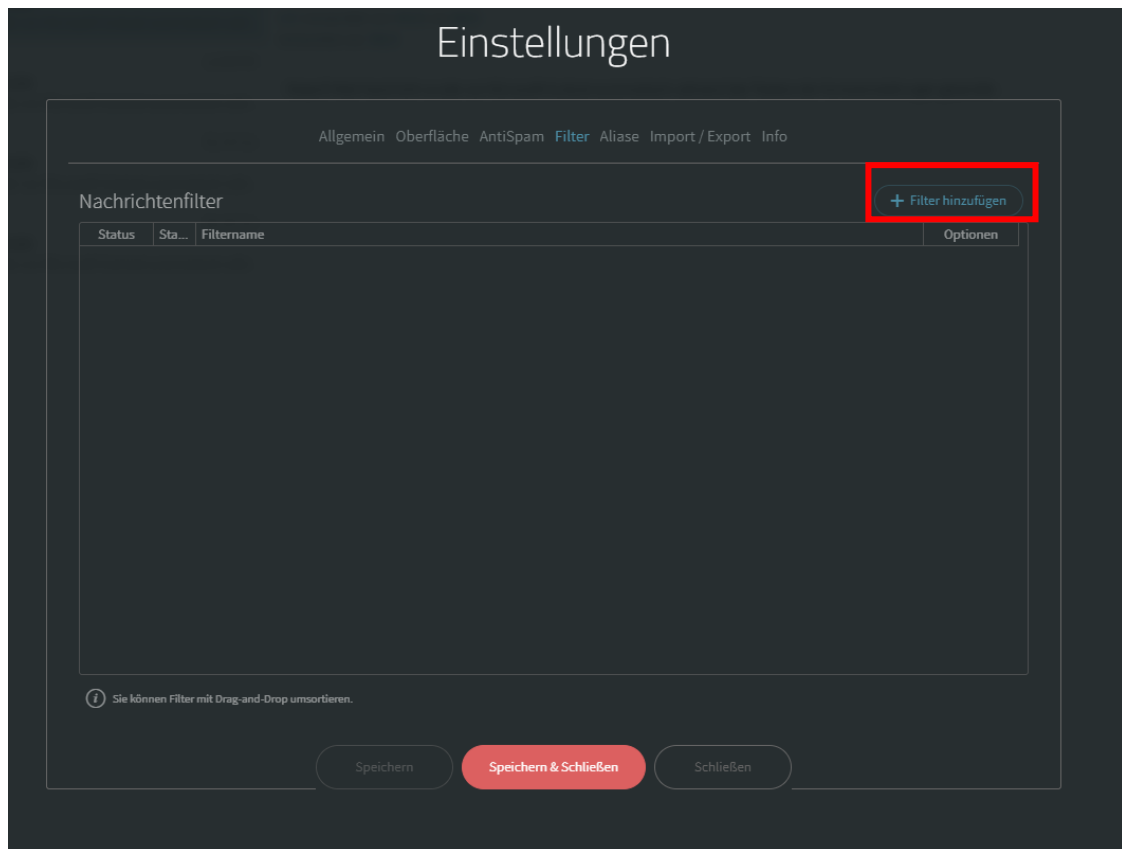 Einstellungen
Allgemein Oberfläche AntiSpam Filter Aliase Import / Export Info
Nachrichtenfilter
+ Filter hinzufügen
Status Sta... Filtername Optionen
i Sie können Filter mit Drag-and-Drop umsortieren.
Speichern Speichern & Schließen Schließen